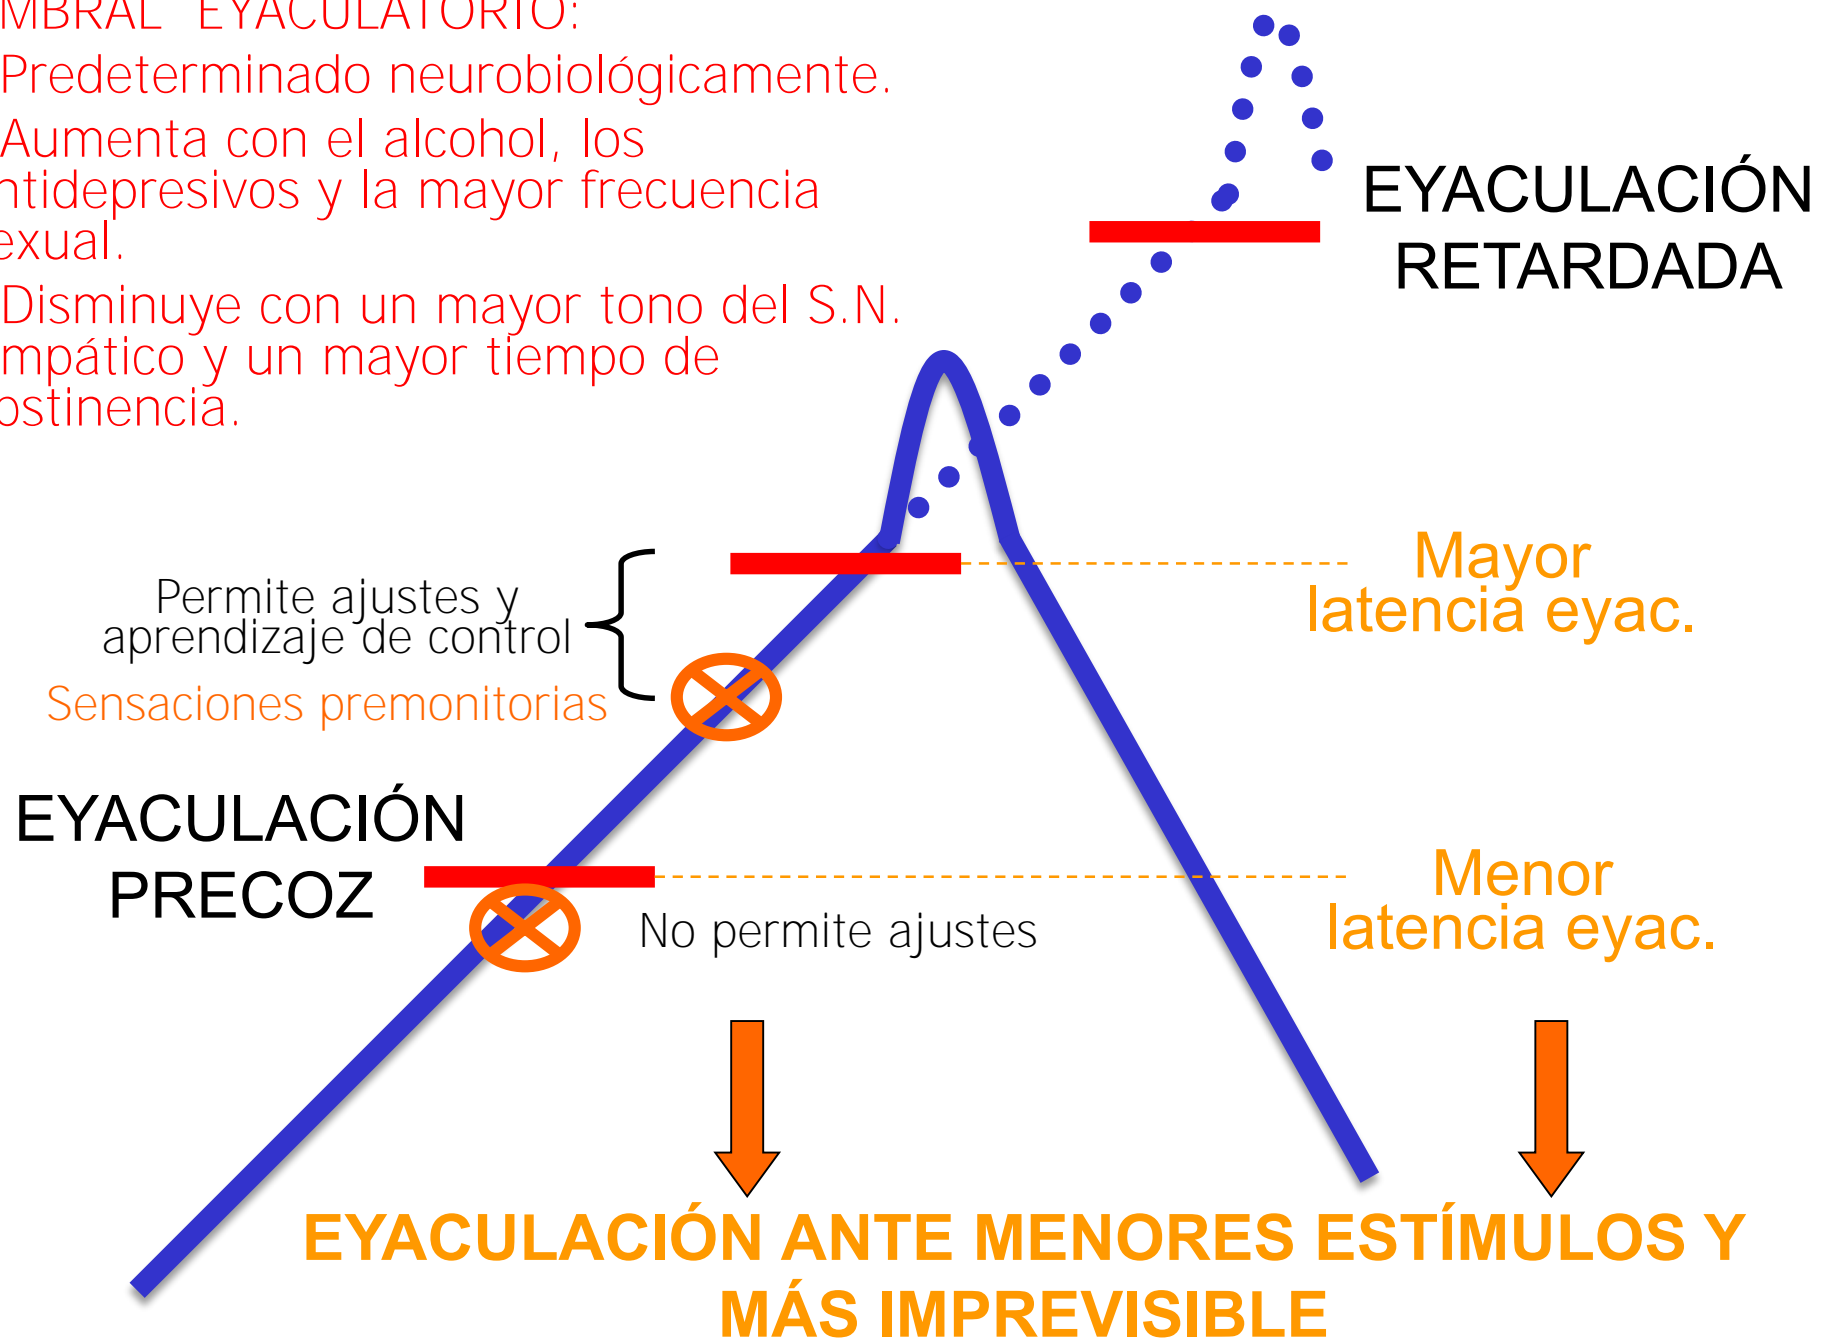 MBRAL EYACULATORIO:
Predeterminado neurobiológicamente.
Aumenta con el alcohol, los
ntidepresivos y la mayor frecuencia
exual.
Disminuye con un mayor tono del S.N.
mpático y un mayor tiempo de
bstinencia.
EYACULACIÓN
RETARDADA
Mayor
latencia eyac.
Permite ajustes y
aprendizaje de control
Sensaciones premonitorias
EYACULACIÓN
PRECOZ
No permite ajustes
Menor
latencia eyac.
EYACULACIÓN ANTE MENORES ESTÍMULOS Y
MÁS IMPREVISIBLE